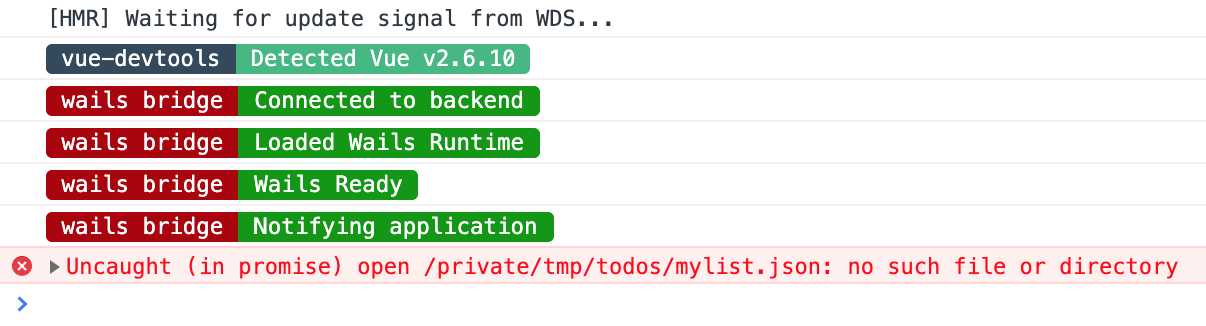 [HMR] Waiting for update signal from WDS...
vue-devtools Detected Vue v2.6.10
wails bridge Connected to backend
wails bridge Loaded Wails Runtime
wails bridge Wails Ready
wails bridge Notifying application
Uncaught (in promise) open /private/tmp/todos/mylist.json: no such file or directory